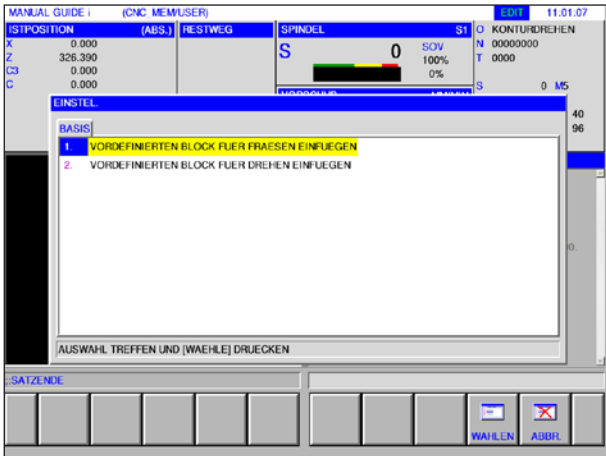 MANUAL GUIDE i (CNC_MEM/USER) EDIT 11:01:07
ISTPOSITION (ABS.) RESTWEG SPINDEL S1 O KONTURDREHEN
X 0.000 N 00000000
Z 326.390 S 0 SOV T 0000
C3 0.000 100%
0%
C 0.000 S 0 M5
EINSTEL.
40
BASIS 96
1. VORDEFINIERTEN BLOCK FUER FRAESEN EINFUEGEN
2. VORDEFINIERTEN BLOCK FUER DREHEN EINFUEGEN
0.
AUSWAHL TREFFEN UND [WAEHLE] DRUECKEN
;:SATZENDE
WAHLEN ABBR.